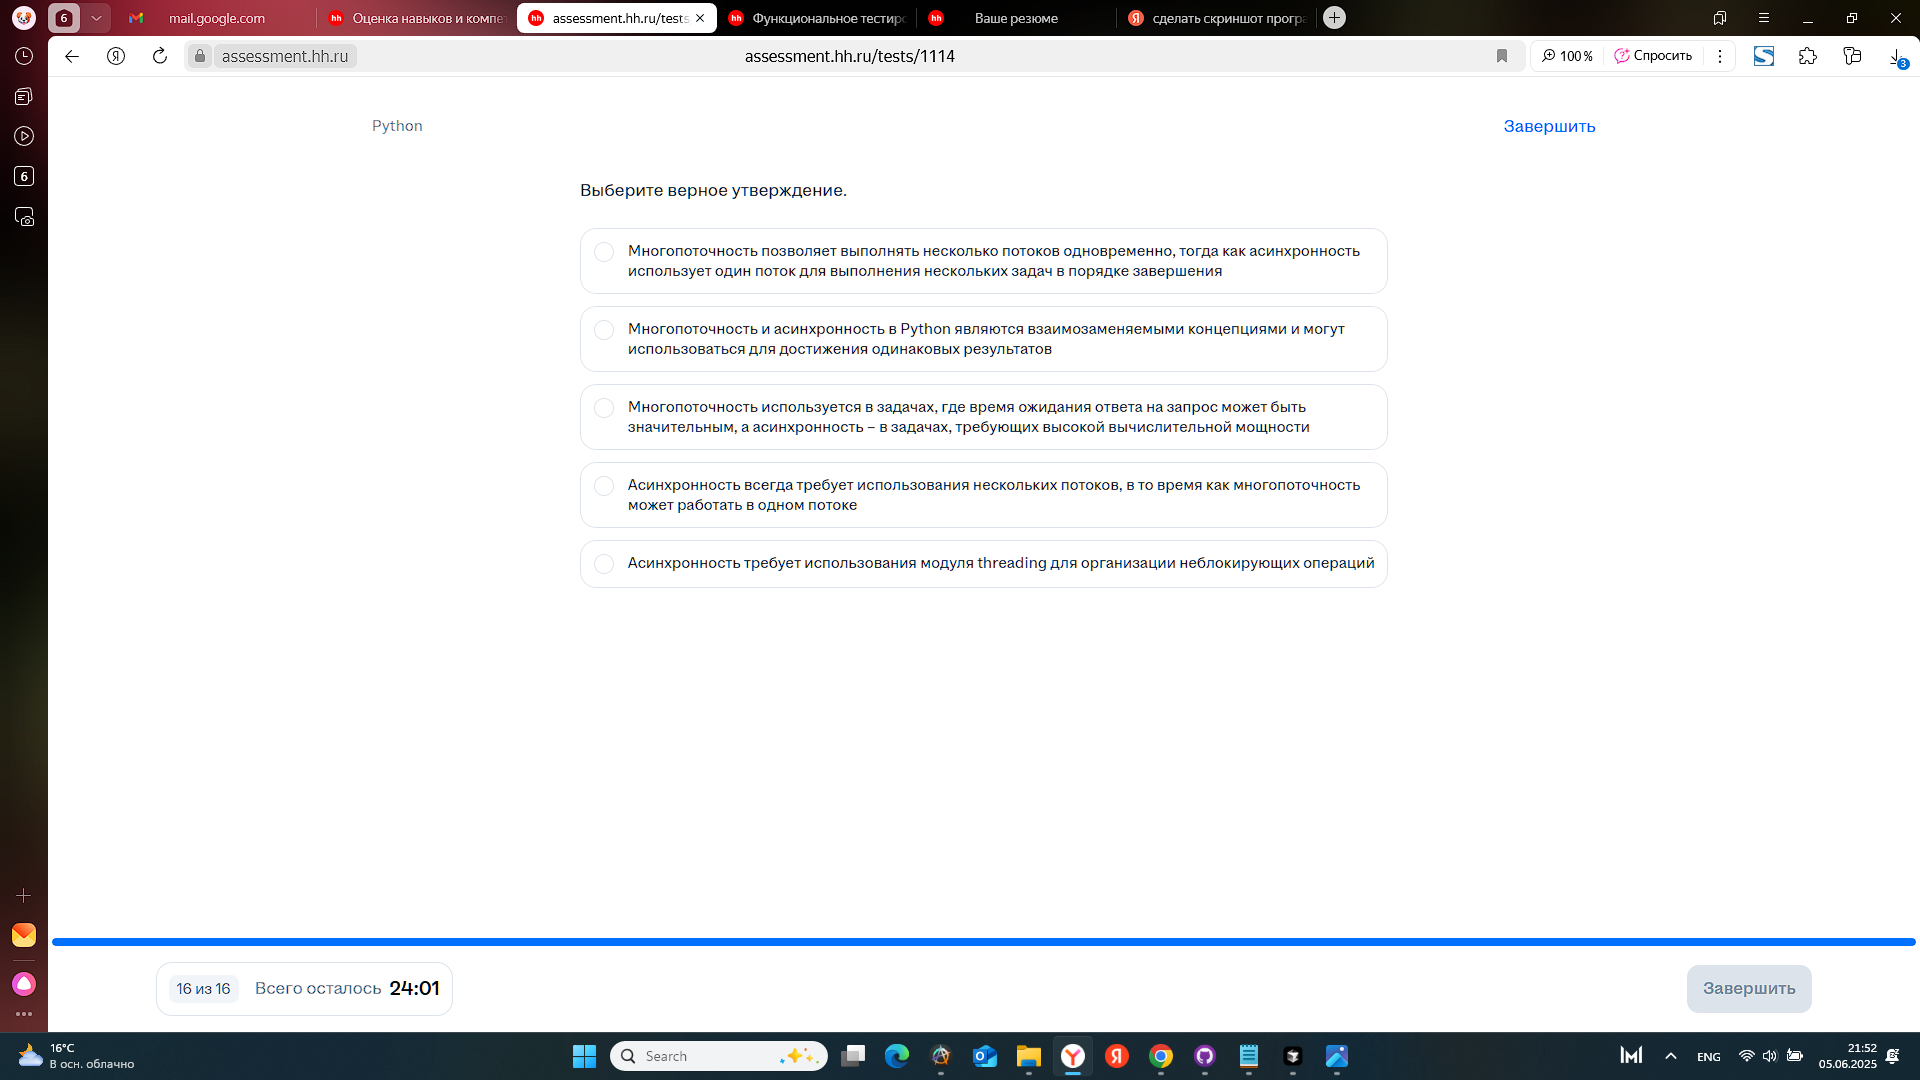 6
mail.google.com
Оценка навыков и компе
assessment.hh.ru/tests
Функциональное тестиро
Ваше резюме
сделать скриншот програ
assessment.hh.ru
assessment.hh.ru/tests/1114
100 %
Спросить
3
6
Python
Завершить
Выберите верное утверждение.
Многопоточность позволяет выполнять несколько потоков одновременно, тогда как асинхронность
использует один поток для выполнения нескольких задач в порядке завершения
Многопоточность и асинхронность в Python являются взаимозаменяемыми концепциями и могут
использоваться для достижения одинаковых результатов
Многопоточность используется в задачах, где время ожидания ответа на запрос может быть
значительным, а асинхронность – в задачах, требующих высокой вычислительной мощности
Асинхронность всегда требует использования нескольких потоков, в то время как многопоточность
может работать в одном потоке
Асинхронность требует использования модуля threading для организации неблокирующих операций
16 из 16
Всего осталось 24:01
Завершить
16°C
В осн. облачно
Search
ENG
21:52
05.06.2025